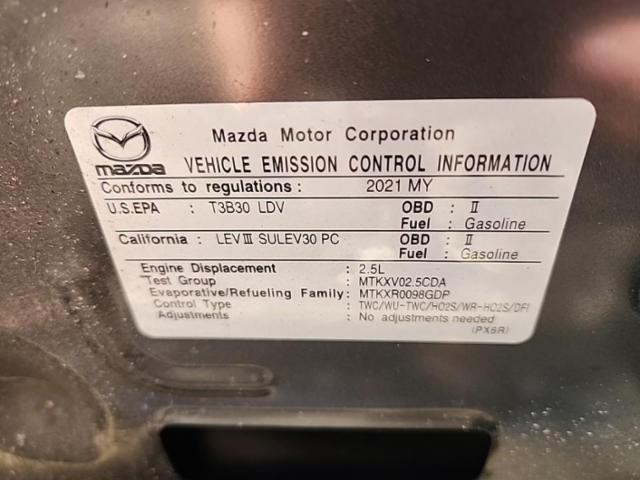 Mazda Motor Corporation
mazda VEHICLE EMISSION CONTROL INFORMATION
Conforms to regulations : 2021 MY
U.S.EPA : T3B30 LDV OBD : II
Fuel : Gasoline
California : LEV III SULEV30 PC OBD : II
Fuel : Gasoline
Engine Displacement : 2.5L
Test Group : MTKXV02.5CDA
Evaporative/Refueling Family: MTKXR0098GDP
Control Type : TWC/WU-TWC/HO2S/WR-HO2S/DFI
Adjustments : No adjustments needed
(PX6R)